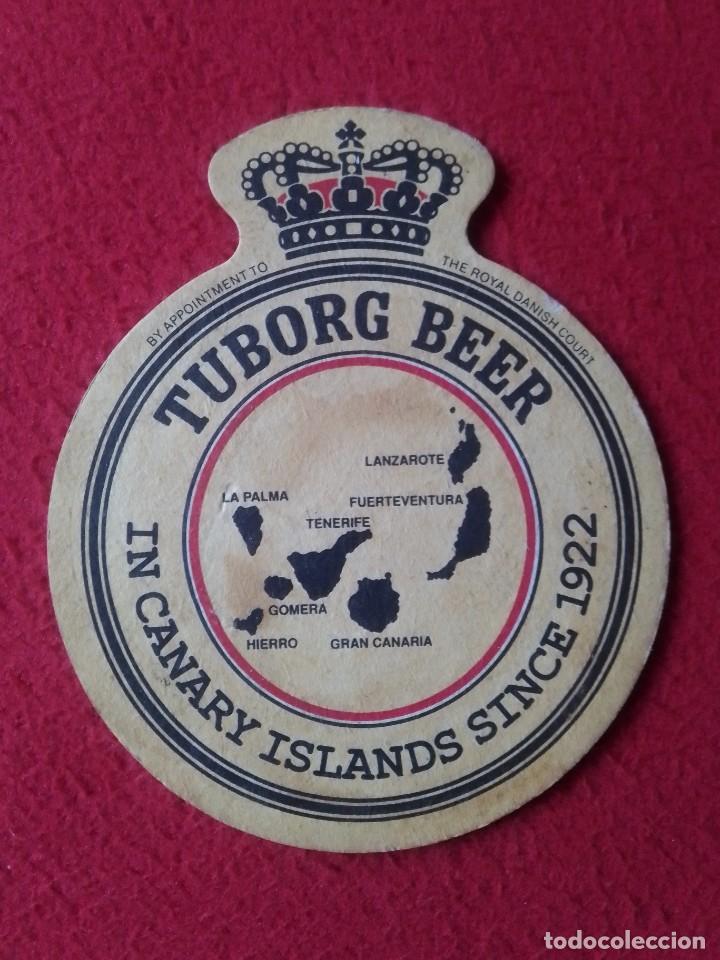 BY APPOINTMENT TO THE ROYAL DANISH COURT
TUBORG BEER
LANZAROTE
LA PALMA
FUERTEVENTURA
TENERIFE
GOMERA
HIERRO
GRAN CANARIA
IN CANARY ISLANDS SINCE 1922
todocoleccion